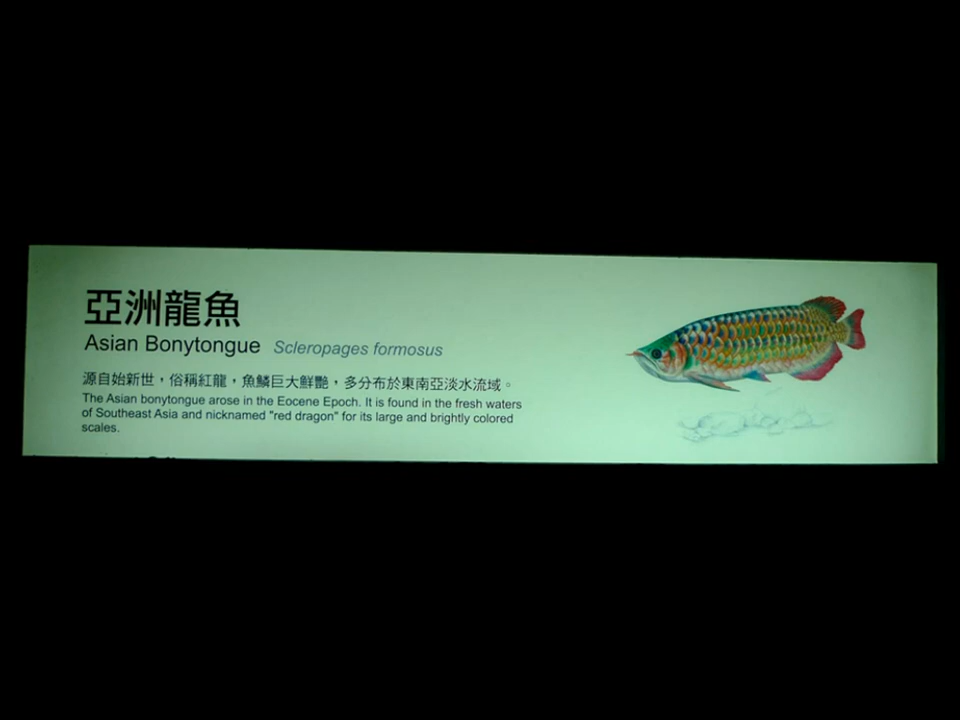 亞洲龍魚
Asian Bonytongue Scleropages formosus
源自始新世，俗稱紅龍，魚鱗巨大鮮艷，多分布於東南亞淡水流域。
The Asian bonytongue arose in the Eocene Epoch. It is found in the fresh waters
of Southeast Asia and nicknamed "red dragon" for its large and brightly colored
scales.